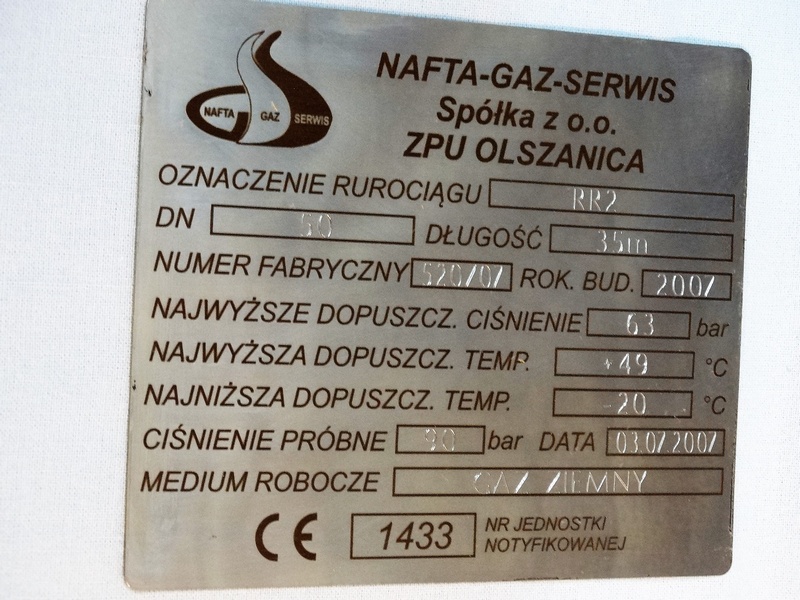 NAFTA GAZ SERWIS
NAFTA-GAZ-SERWIS
Spółka z o.o.
ZPU OLSZANICA
OZNACZENIE RUROCIĄGU RR2
DN 50 DŁUGOŚĆ 35m
NUMER FABRYCZNY 520/07 ROK. BUD. 2007
NAJWYŻSZE DOPUSZCZ. CIŚNIENIE 63 bar
NAJWYŻSZA DOPUSZCZ. TEMP. +49 °C
NAJNIŻSZA DOPUSZCZ. TEMP. -20 °C
CIŚNIENIE PRÓBNE 90 bar DATA 03.07.2007
MEDIUM ROBOCZE GAZ ZIEMNY
CE 1433 NR JEDNOSTKI
NOTYFIKOWANEJ